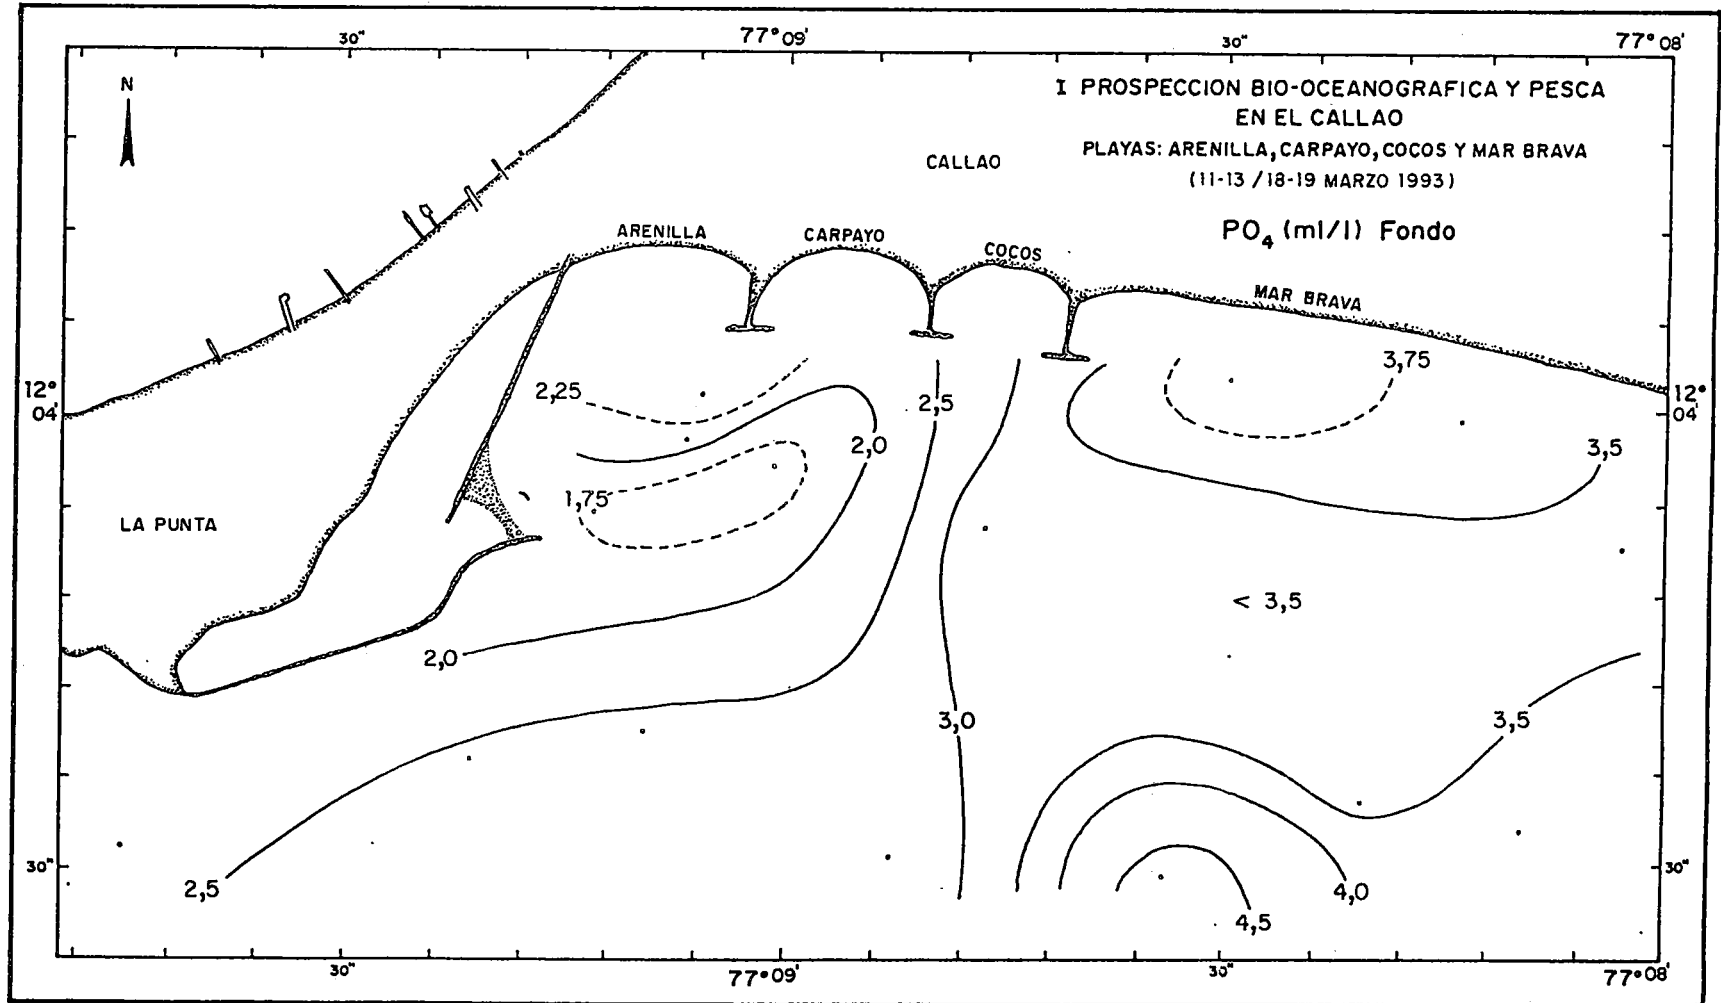 30" 77°09' 30" 77°08'
N
I PROSPECCION BIO-OCEANOGRAFICA Y PESCA
EN EL CALLAO
PLAYAS: ARENILLA, CARPAYO, COCOS Y MAR BRAVA
(11-13 / 18-19 MARZO 1993)
PO4 (ml/l) Fondo
CALLAO
ARENILLA
CARPAYO
COCOS
MAR BRAVA
3,75
12°
04'
2,25
2,5
12°
04'
2,0
3,5
1,75
LA PUNTA
< 3,5
2,0
3,0
3,5
30"
30"
2,5
4,0
4,5
30" 77°09' 30" 77°08'